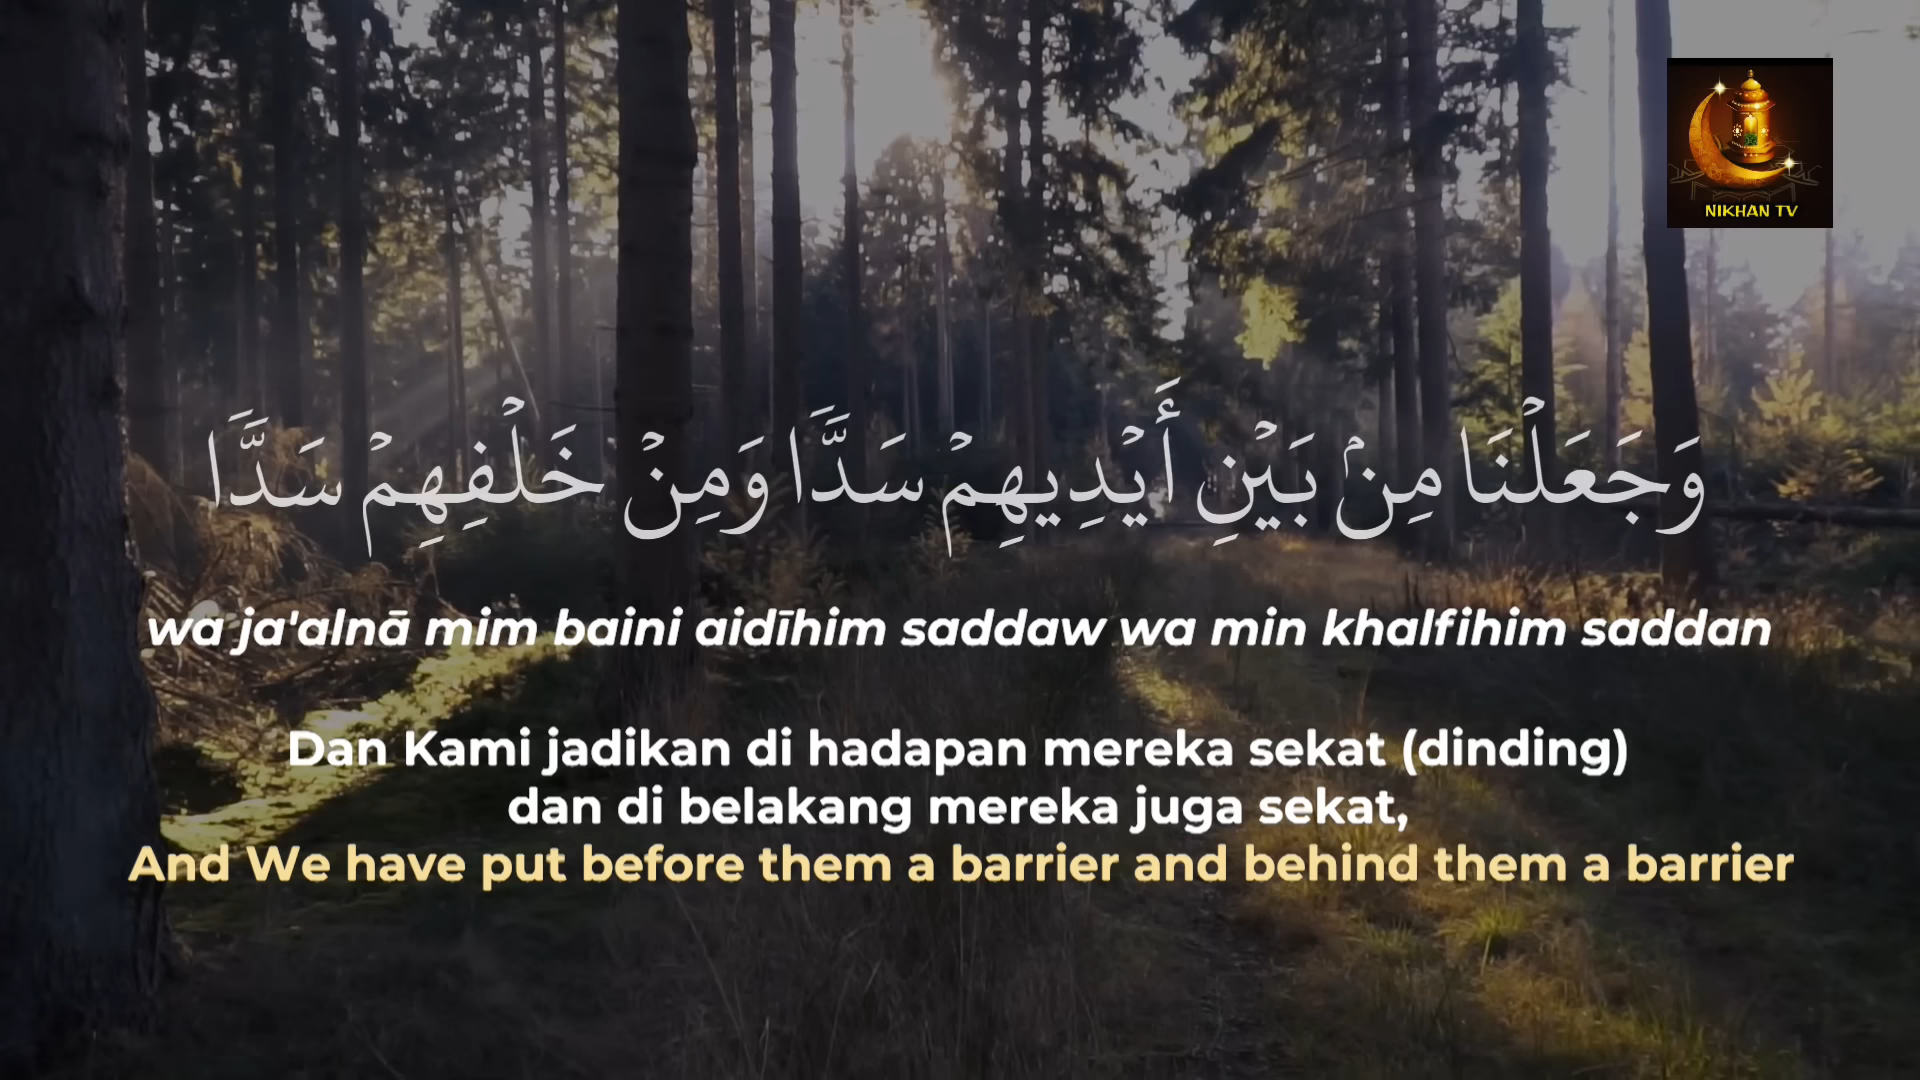 NIKHAN TV
وَجَعَلْنَا مِنۢ بَيْنِ أَيْدِيهِمْ سَدًّا وَمِنْ خَلْفِهِمْ سَدًّا
wa ja'alnā mim baini aidīhim saddaw wa min khalfihim saddan
Dan Kami jadikan di hadapan mereka sekat (dinding)
dan di belakang mereka juga sekat,
And We have put before them a barrier and behind them a barrier